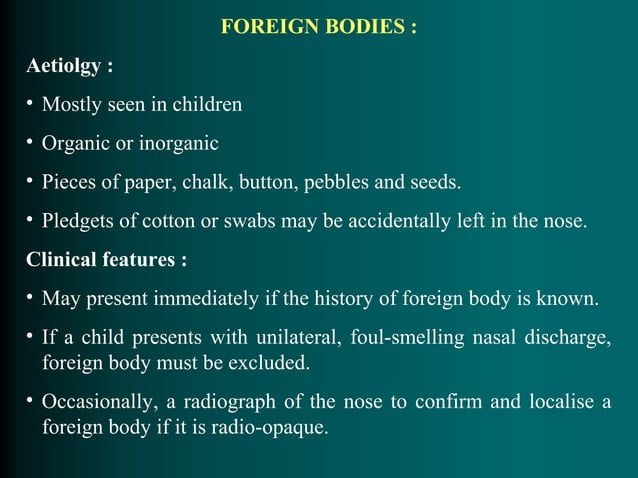 FOREIGN BODIES :
Aetiolgy :
• Mostly seen in children
• Organic or inorganic
• Pieces of paper, chalk, button, pebbles and seeds.
• Pledgets of cotton or swabs may be accidentally left in the nose.
Clinical features :
• May present immediately if the history of foreign body is known.
• If a child presents with unilateral, foul-smelling nasal discharge,
foreign body must be excluded.
• Occasionally, a radiograph of the nose to confirm and localise a
foreign body if it is radio-opaque.